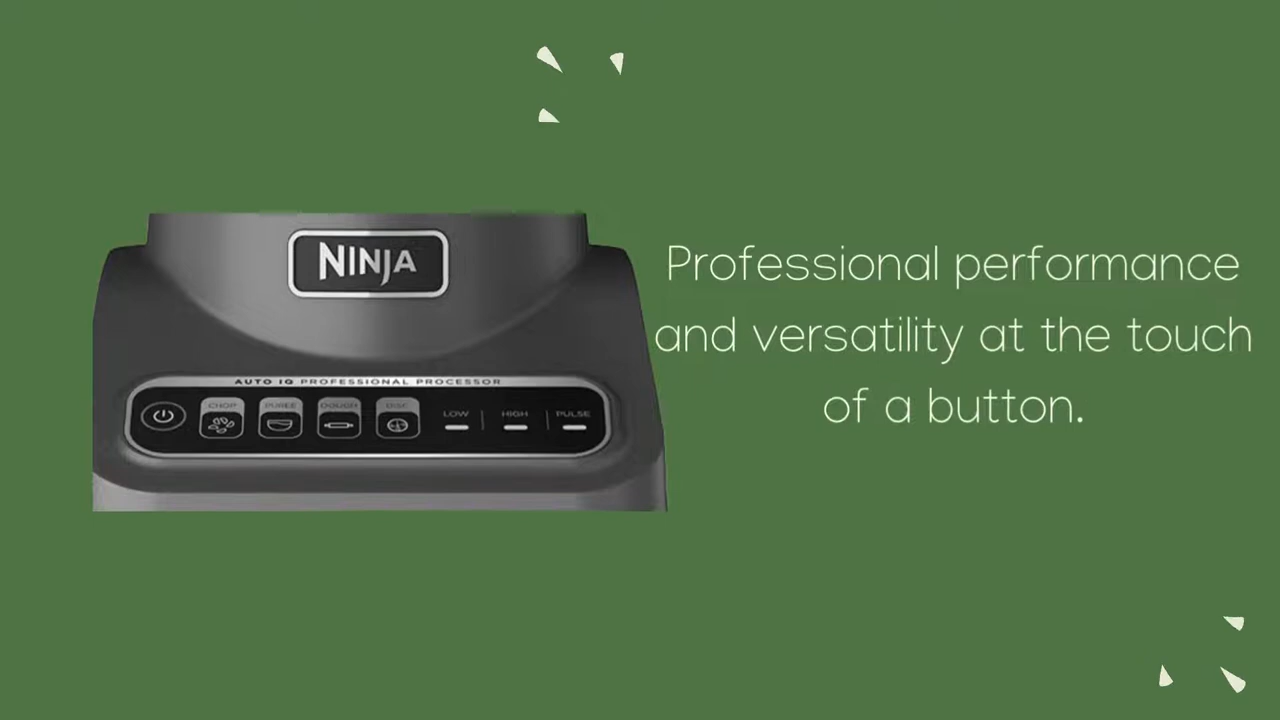 NINJA
AUTO IQ PROFESSIONAL PROCESSOR
CHOP PUREE DOUGH DISC LOW HIGH PULSE
Professional performance
and versatility at the touch
of a button.